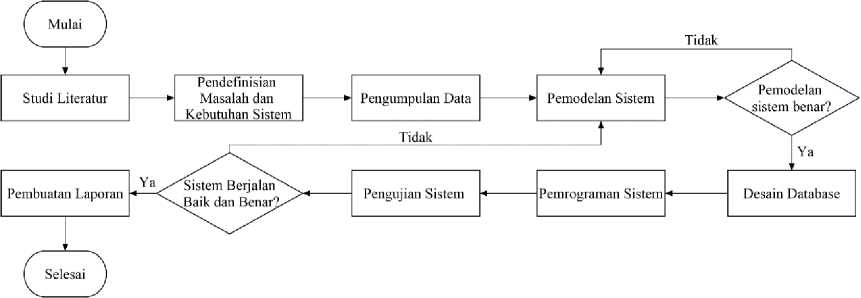 Mulai
Tidak
Studi Literatur
Pendefinisian
Masalah dan
Kebutuhan Sistem
Pengumpulan Data
Pemodelan Sistem
Pemodelan
sistem benar?
Tidak
Ya
Desain Database
Pemrograman Sistem
Pengujian Sistem
Sistem Berjalan
Baik dan Benar?
Ya
Pembuatan Laporan
Selesai